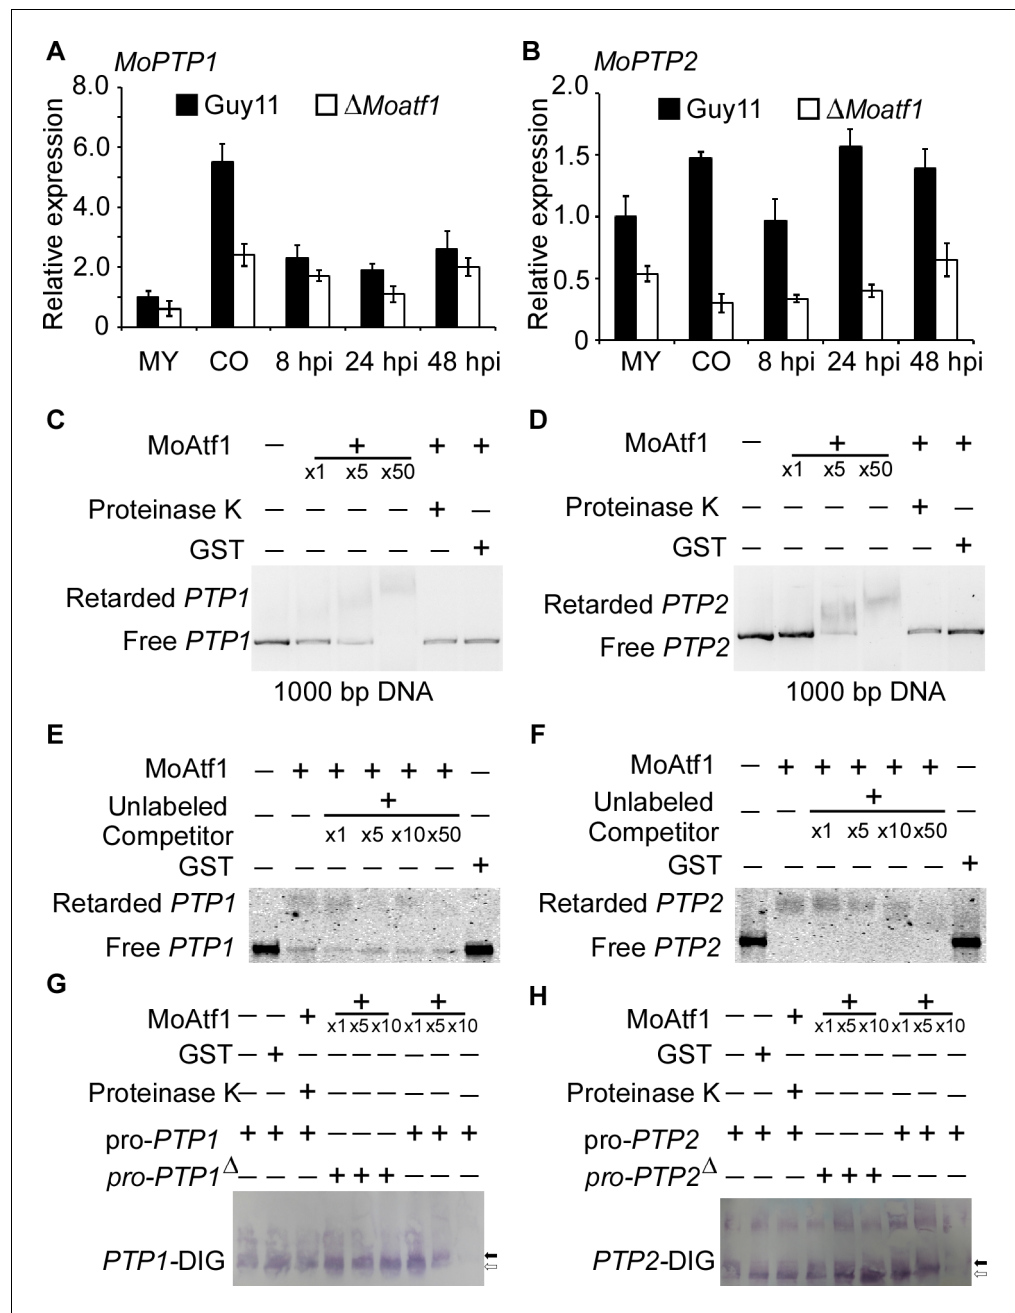 A
MoPTP1
Relative expression
8.0
6.0
4.0
2.0
0
Guy11
ΔMoatf1
MY CO 8 hpi 24 hpi 48 hpi
B
MoPTP2
Relative expression
2.0
1.5
1.0
0.5
0
Guy11
ΔMoatf1
MY CO 8 hpi 24 hpi 48 hpi
C
MoAtf1 – + + +
x1 x5 x50
Proteinase K – – – – + –
GST – – – – – +
Retarded PTP1
Free PTP1
1000 bp DNA
D
MoAtf1 – + + +
x1 x5 x50
Proteinase K – – – – + –
GST – – – – – +
Retarded PTP2
Free PTP2
1000 bp DNA
E
MoAtf1 – + + + + + –
Unlabeled
Competitor – – + –
x1 x5 x10 x50
GST – – – – – – +
Retarded PTP1
Free PTP1
F
MoAtf1 – + + + + + –
Unlabeled
Competitor – – + –
x1 x5 x10 x50
GST – – – – – – +
Retarded PTP2
Free PTP2
G
MoAtf1 – – + + +
x1 x5 x10 x1 x5 x10
GST – + – – – – – – –
Proteinase K – – + – – – – – –
pro-PTP1 + + + – – – + + +
pro-PTP1Δ – – – + + + – – –
PTP1-DIG
H
MoAtf1 – – + + +
x1 x5 x10 x1 x5 x10
GST – + – – – – – – –
Proteinase K – – + – – – – – –
pro-PTP2 + + + – – – + + +
pro-PTP2Δ – – – + + + – – –
PTP2-DIG